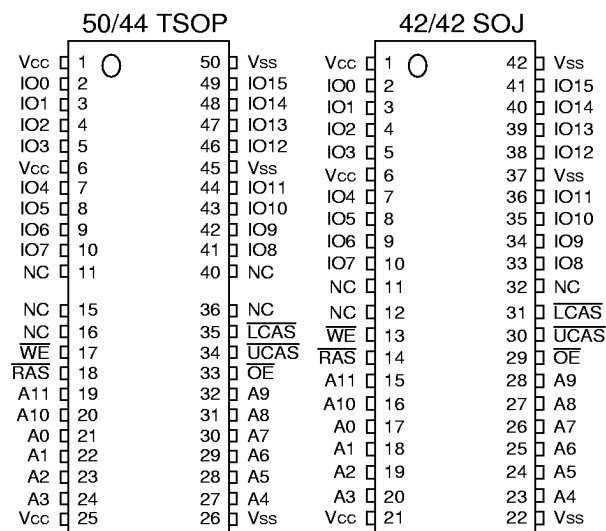 50/44 TSOP
Vcc 1 50 Vss
IO0 2 49 IO15
IO1 3 48 IO14
IO2 4 47 IO13
IO3 5 46 IO12
Vcc 6 45 Vss
IO4 7 44 IO11
IO5 8 43 IO10
IO6 9 42 IO9
IO7 10 41 IO8
NC 11 40 NC
NC 15 36 NC
NC 16 35 LCAS
WE 17 34 UCAS
RAS 18 33 OE
A11 19 32 A9
A10 20 31 A8
A0 21 30 A7
A1 22 29 A6
A2 23 28 A5
A3 24 27 A4
Vcc 25 26 Vss
42/42 SOJ
Vcc 1 42 Vss
IO0 2 41 IO15
IO1 3 40 IO14
IO2 4 39 IO13
IO3 5 38 IO12
Vcc 6 37 Vss
IO4 7 36 IO11
IO5 8 35 IO10
IO6 9 34 IO9
IO7 10 33 IO8
NC 11 32 NC
NC 12 31 LCAS
WE 13 30 UCAS
RAS 14 29 OE
A11 15 28 A9
A10 16 27 A8
A0 17 26 A7
A1 18 25 A6
A2 19 24 A5
A3 20 23 A4
Vcc 21 22 Vss